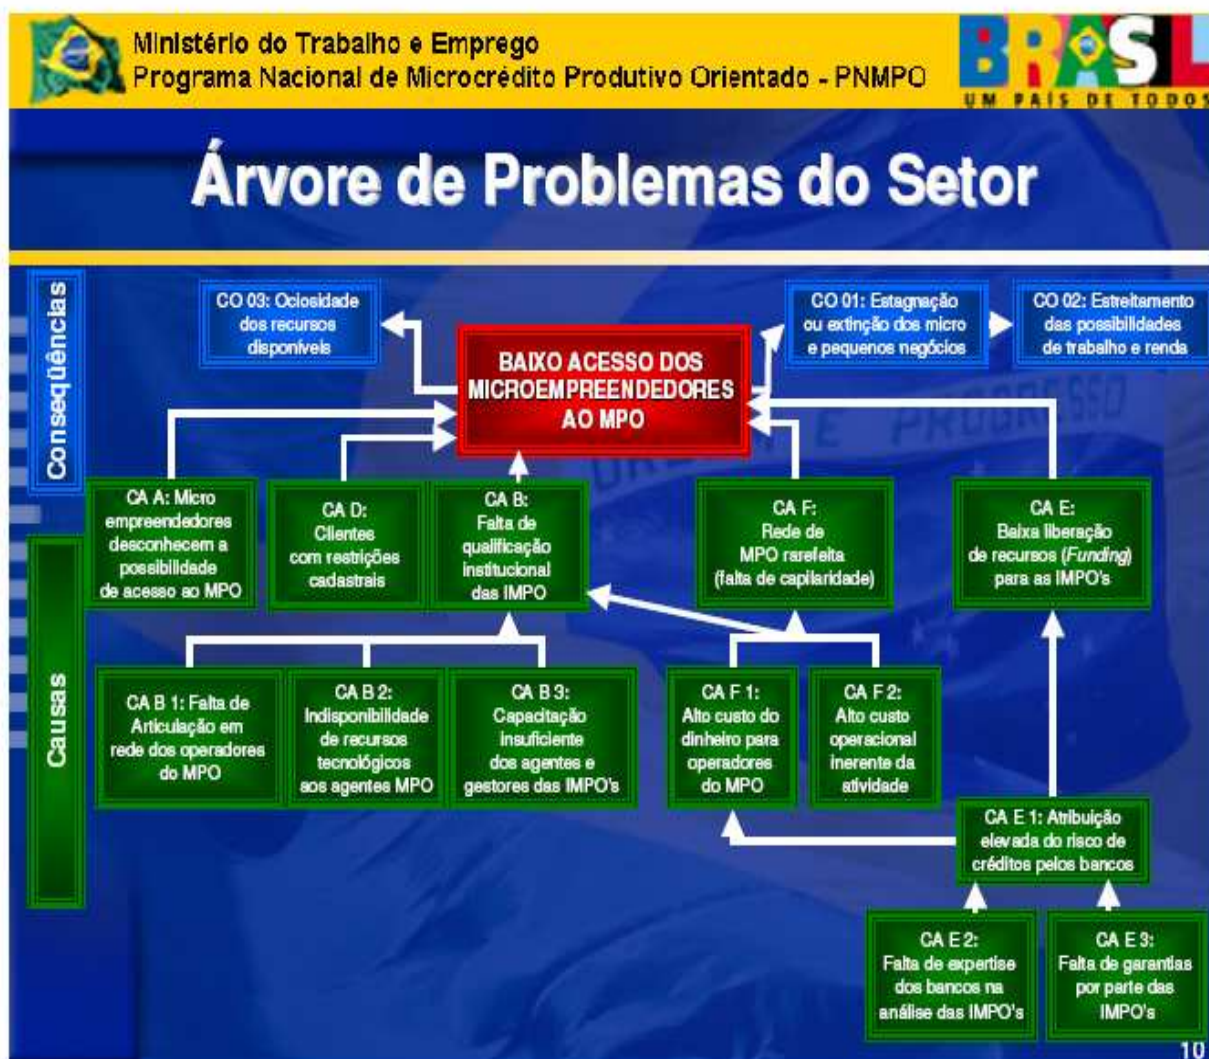 Ministério do Trabalho e Emprego
Programa Nacional de Microcrédito Produtivo Orientado - PNMPO
BRASIL
UM PAÍS DE TODOS
Árvore de Problemas do Setor
Conseqüências
CO 03: Ociosidade
dos recursos
disponíveis
BAIXO ACESSO DOS
MICROEMPREENDEDORES
AO MPO
CO 01: Estagnação
ou extinção dos micro
e pequenos negócios
CO 02: Estreitamento
das possibilidades
de trabalho e renda
ORDEM E PROGRESSO
Causas
CA A: Micro
empreendedores
desconhecem a
possibilidade
de acesso ao MPO
CA D:
Clientes
com restrições
cadastrais
CA B:
Falta de
qualificação
institucional
das IMPO
CA F:
Rede de
MPO rarefeita
(falta de capilaridade)
CA E:
Baixa liberação
de recursos (Funding)
para as IMPO's
CA B 1: Falta de
Articulação em
rede dos operadores
do MPO
CA B 2:
Indisponibilidade
de recursos
tecnológicos
aos agentes MPO
CA B 3:
Capacitação
insuficiente
dos agentes e
gestores das IMPO's
CA F 1:
Alto custo do
dinheiro para
operadores
do MPO
CA F 2:
Alto custo
operacional
inerente da
atividade
CA E 1: Atribuição
elevada do risco de
créditos pelos bancos
CA E 2:
Falta de expertise
dos bancos na
análise das IMPO's
CA E 3:
Falta de garantias
por parte das
IMPO's
10